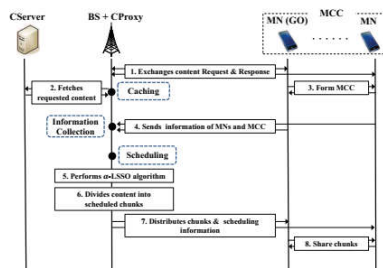 CServer
BS + CProxy
MCC
MN (GO)
MN
1. Exchanges content Request & Response
2. Fetches
requested content
Caching
3. Form MCC
Information
Collection
4. Sends information of MNs and MCC
Scheduling
5. Performs α-LSSO algorithm
6. Divides content into
scheduled chunks
7. Distributes chunks & scheduling
information
8. Share chunks